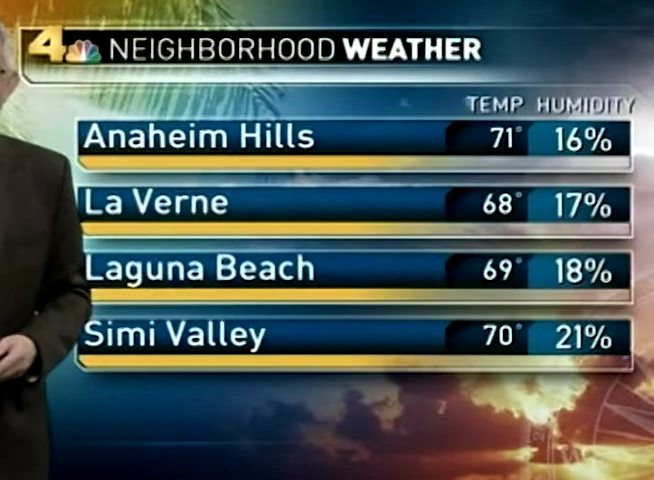 4 NEIGHBORHOOD WEATHER
TEMP HUMIDITY
Anaheim Hills 71° 16%
La Verne 68° 17%
Laguna Beach 69° 18%
Simi Valley 70° 21%